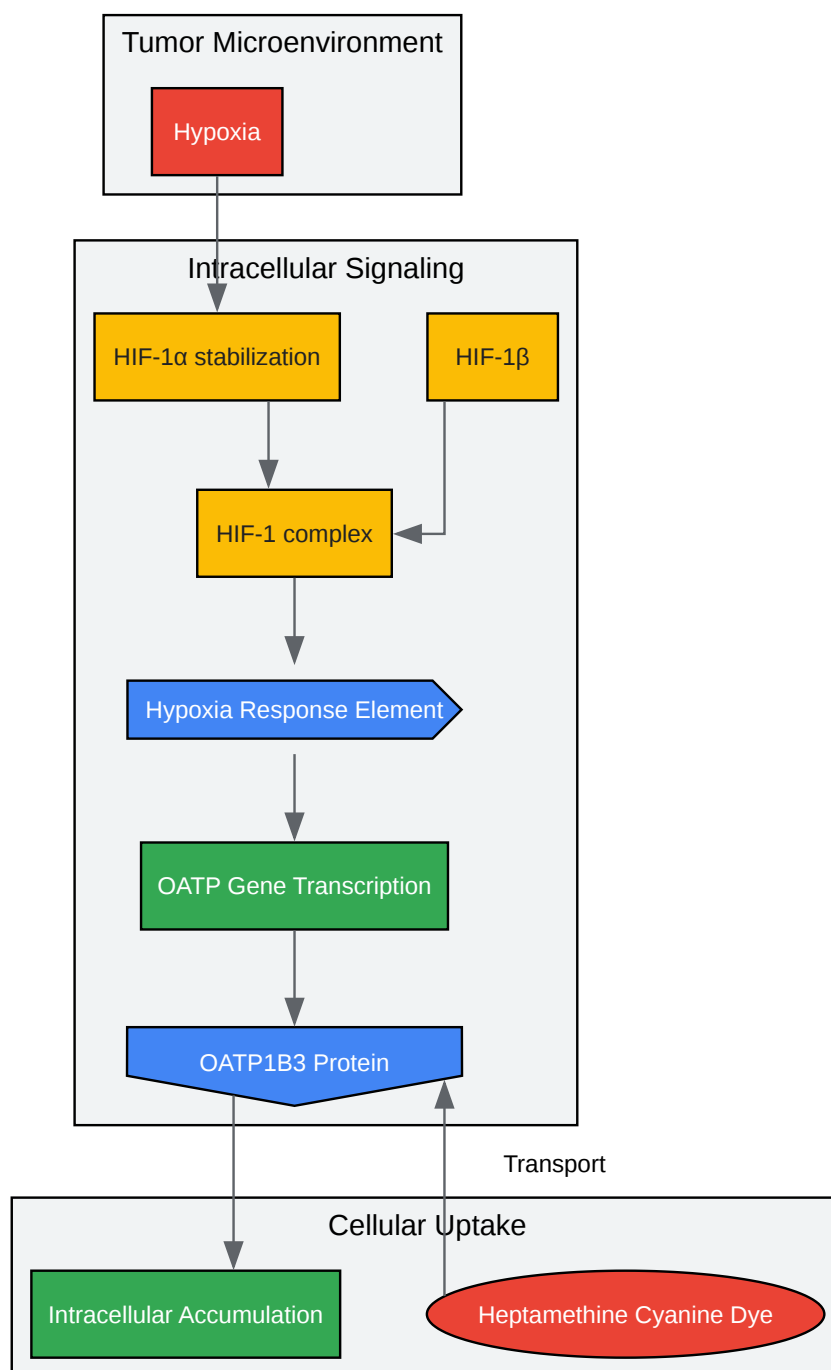 Tumor Microenvironment
Hypoxia
Intracellular Signaling
HIF-1α stabilization
HIF-1β
HIF-1 complex
Hypoxia Response Element
OATP Gene Transcription
OATP1B3 Protein
Transport
Cellular Uptake
Intracellular Accumulation
Heptamethine Cyanine Dye